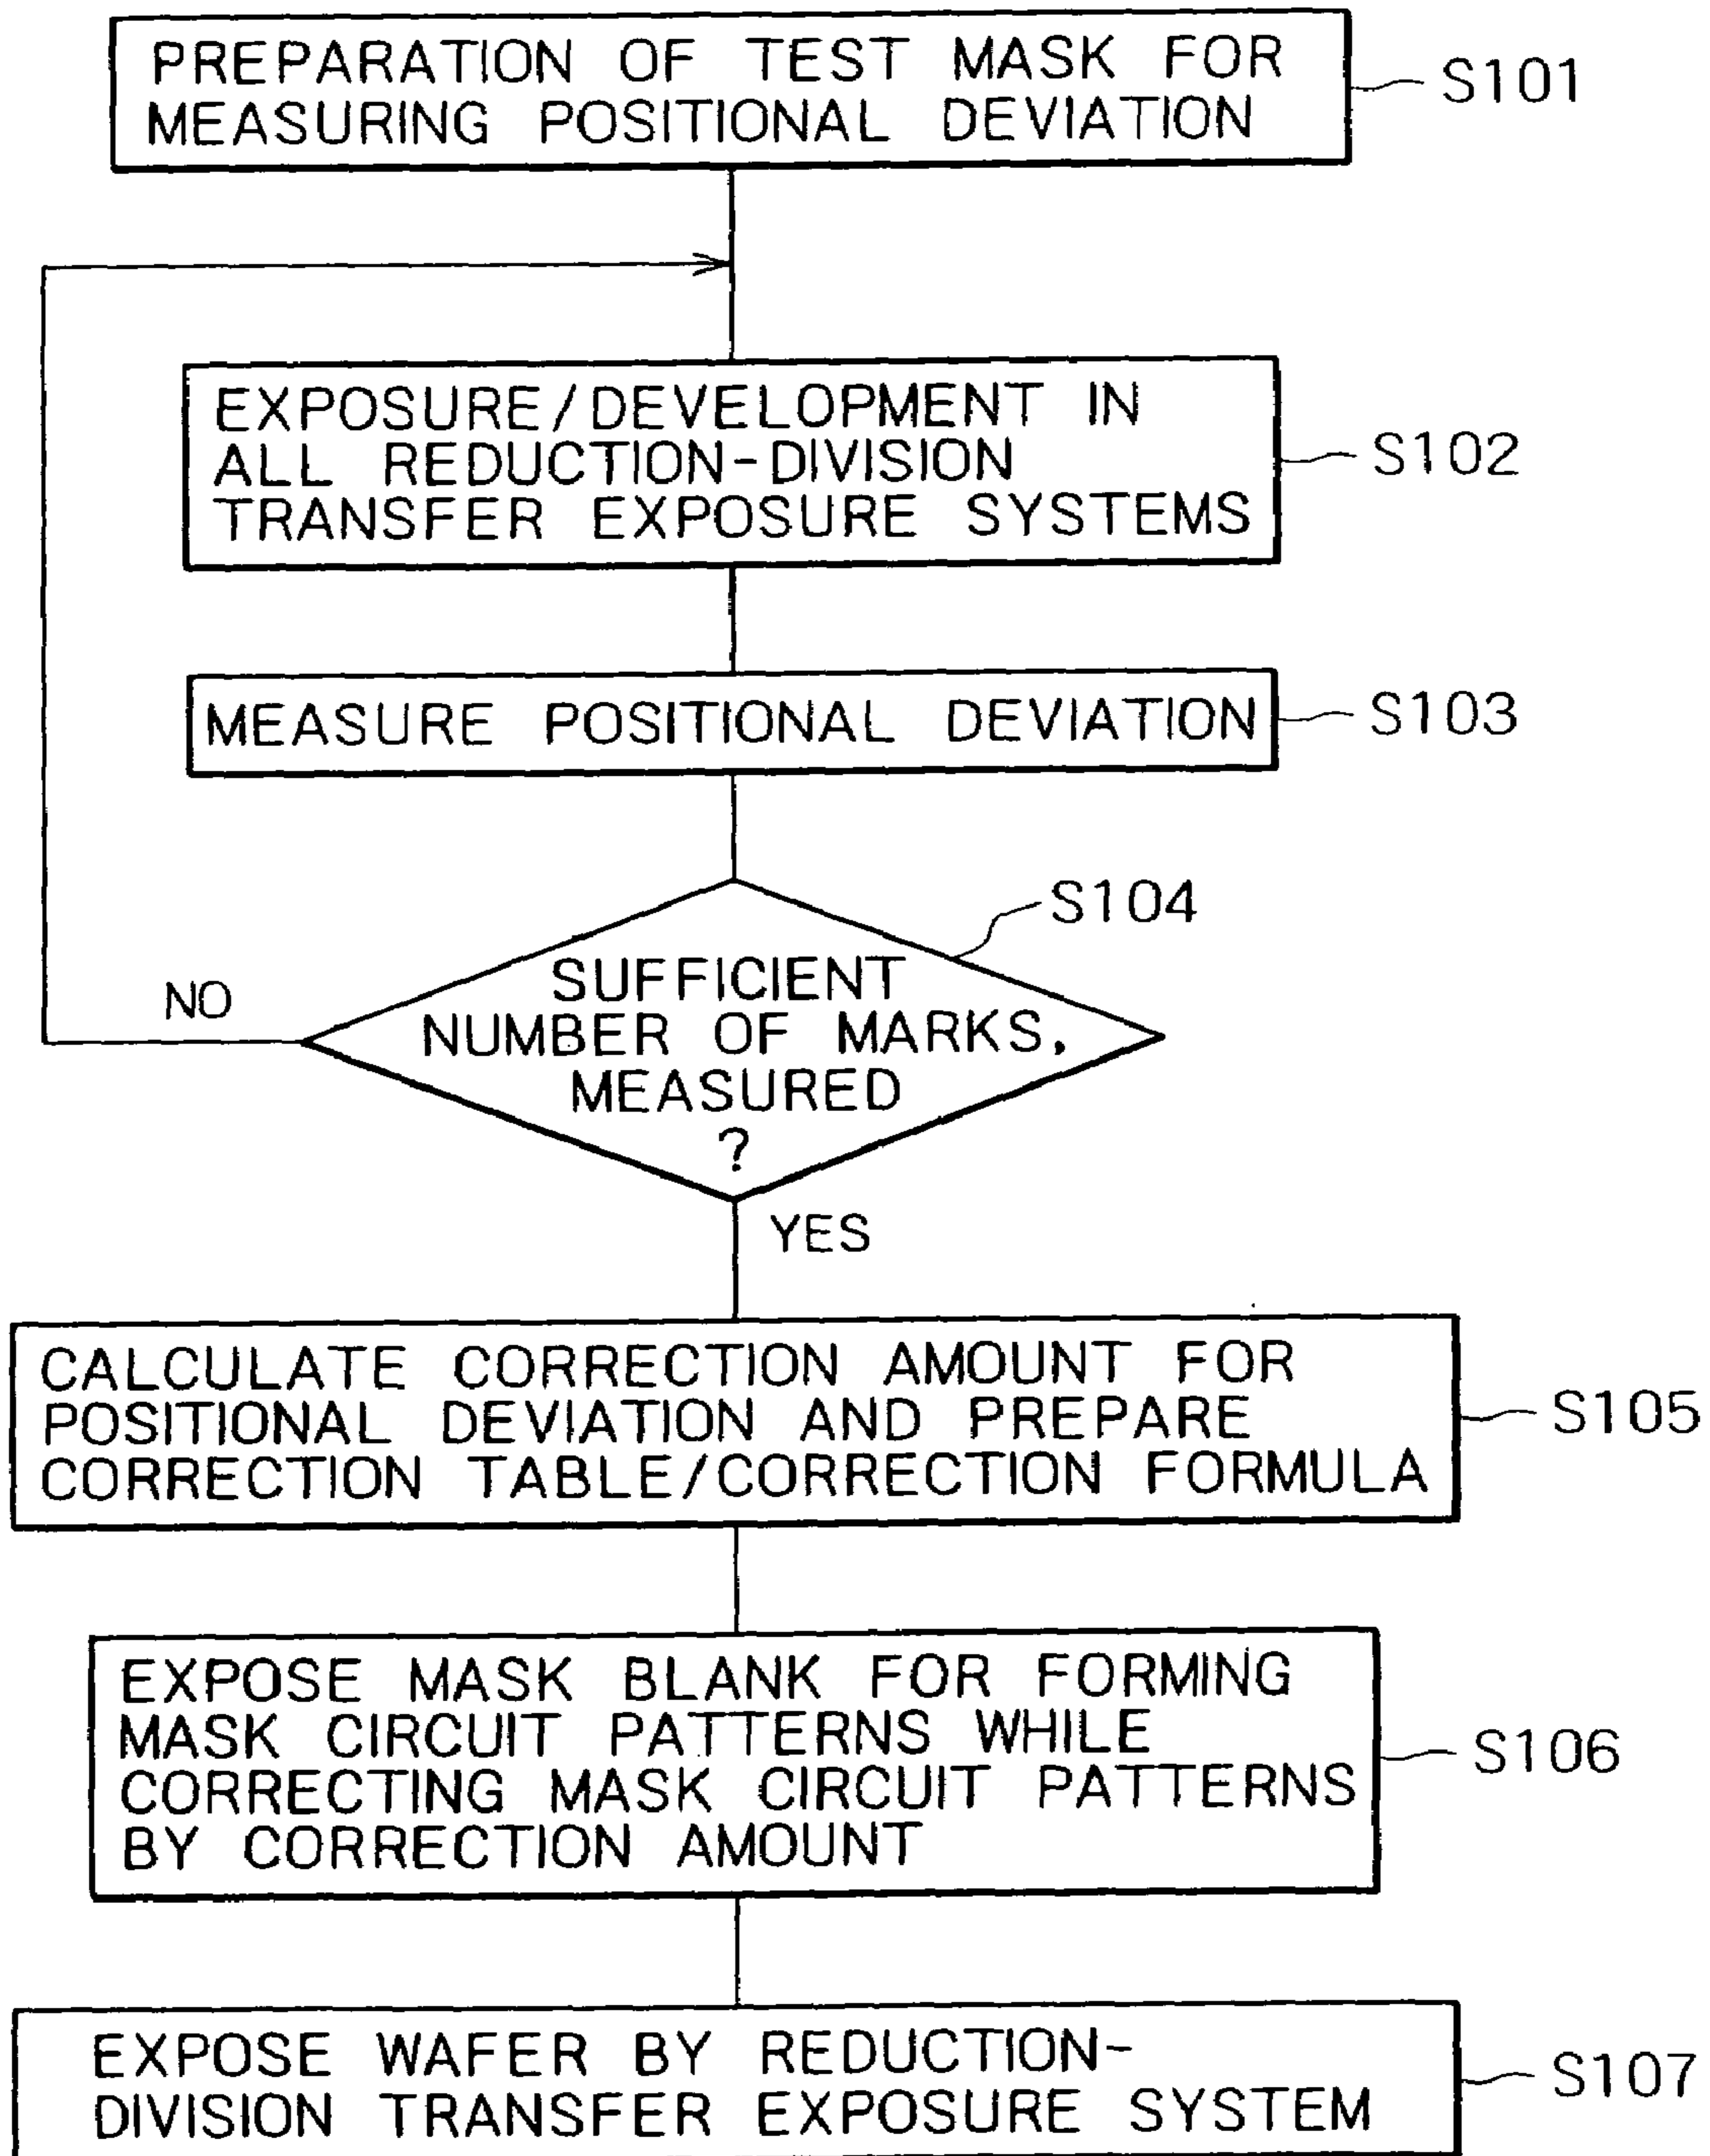 PREPARATION OF TEST MASK FOR
MEASURING POSITIONAL DEVIATION
S101
EXPOSURE/DEVELOPMENT IN
ALL REDUCTION-DIVISION
TRANSFER EXPOSURE SYSTEMS
S102
MEASURE POSITIONAL DEVIATION
S103
S104
SUFFICIENT
NUMBER OF MARKS,
MEASURED
?
NO
YES
CALCULATE CORRECTION AMOUNT FOR
POSITIONAL DEVIATION AND PREPARE
CORRECTION TABLE/CORRECTION FORMULA
S105
EXPOSE MASK BLANK FOR FORMING
MASK CIRCUIT PATTERNS WHILE
CORRECTING MASK CIRCUIT PATTERNS
BY CORRECTION AMOUNT
S106
EXPOSE WAFER BY REDUCTION-
DIVISION TRANSFER EXPOSURE SYSTEM
S107